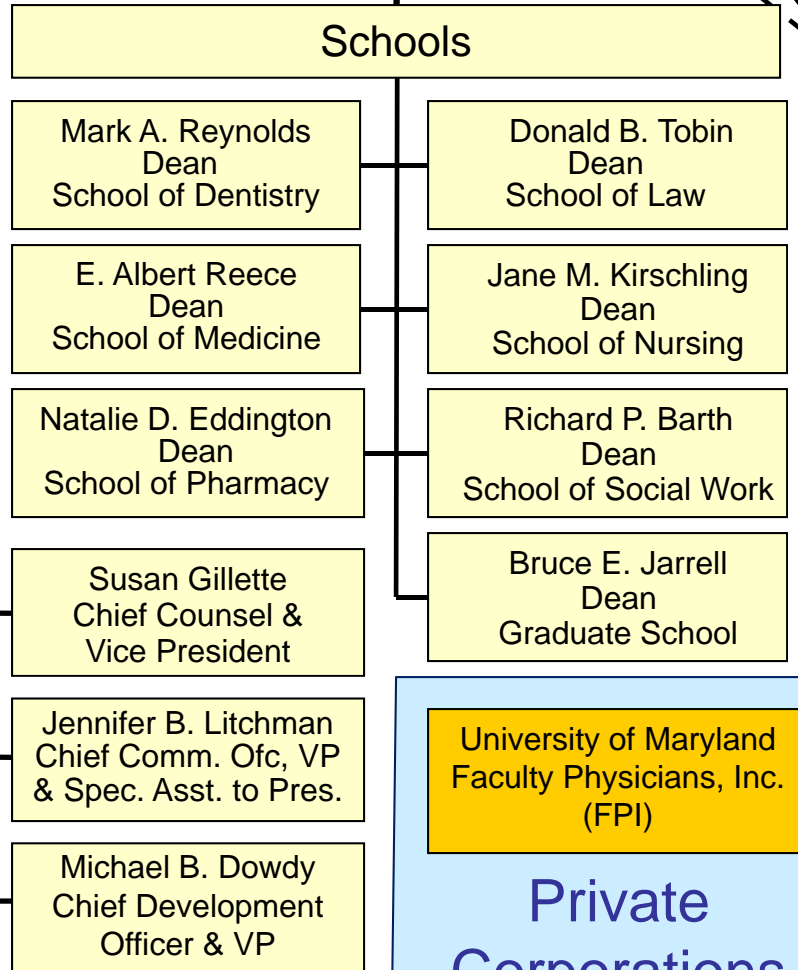 Schools
Mark A. Reynolds
Dean
School of Dentistry
Donald B. Tobin
Dean
School of Law
E. Albert Reece
Dean
School of Medicine
Jane M. Kirschling
Dean
School of Nursing
Natalie D. Eddington
Dean
School of Pharmacy
Richard P. Barth
Dean
School of Social Work
Susan Gillette
Chief Counsel &
Vice President
Bruce E. Jarrell
Dean
Graduate School
Jennifer B. Litchman
Chief Comm. Ofc, VP
& Spec. Asst. to Pres.
University of Maryland
Faculty Physicians, Inc.
(FPI)
Michael B. Dowdy
Chief Development
Officer & VP
Private
Corporations